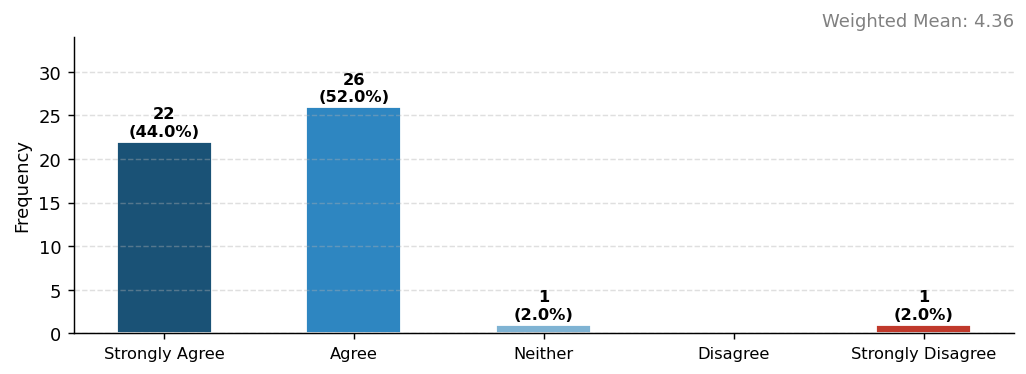 Weighted Mean: 4.36
Frequency
30
25
20
15
10
5
0
22
(44.0%)
26
(52.0%)
1
(2.0%)
1
(2.0%)
Strongly Agree
Agree
Neither
Disagree
Strongly Disagree